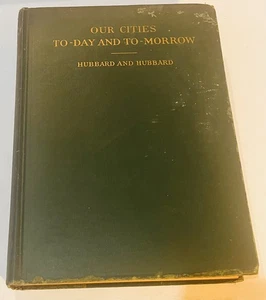 OUR CITIES
TO-DAY AND TO-MORROW
HUBBARD AND HUBBARD